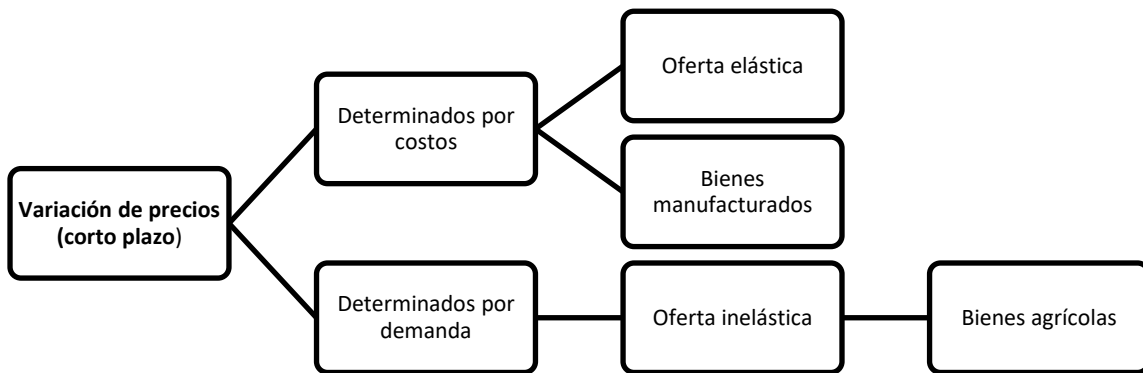 Variación de precios
(corto plazo)
Determinados por
costos
Oferta elástica
Bienes
manufacturados
Determinados por
demanda
Oferta inelástica
Bienes agrícolas